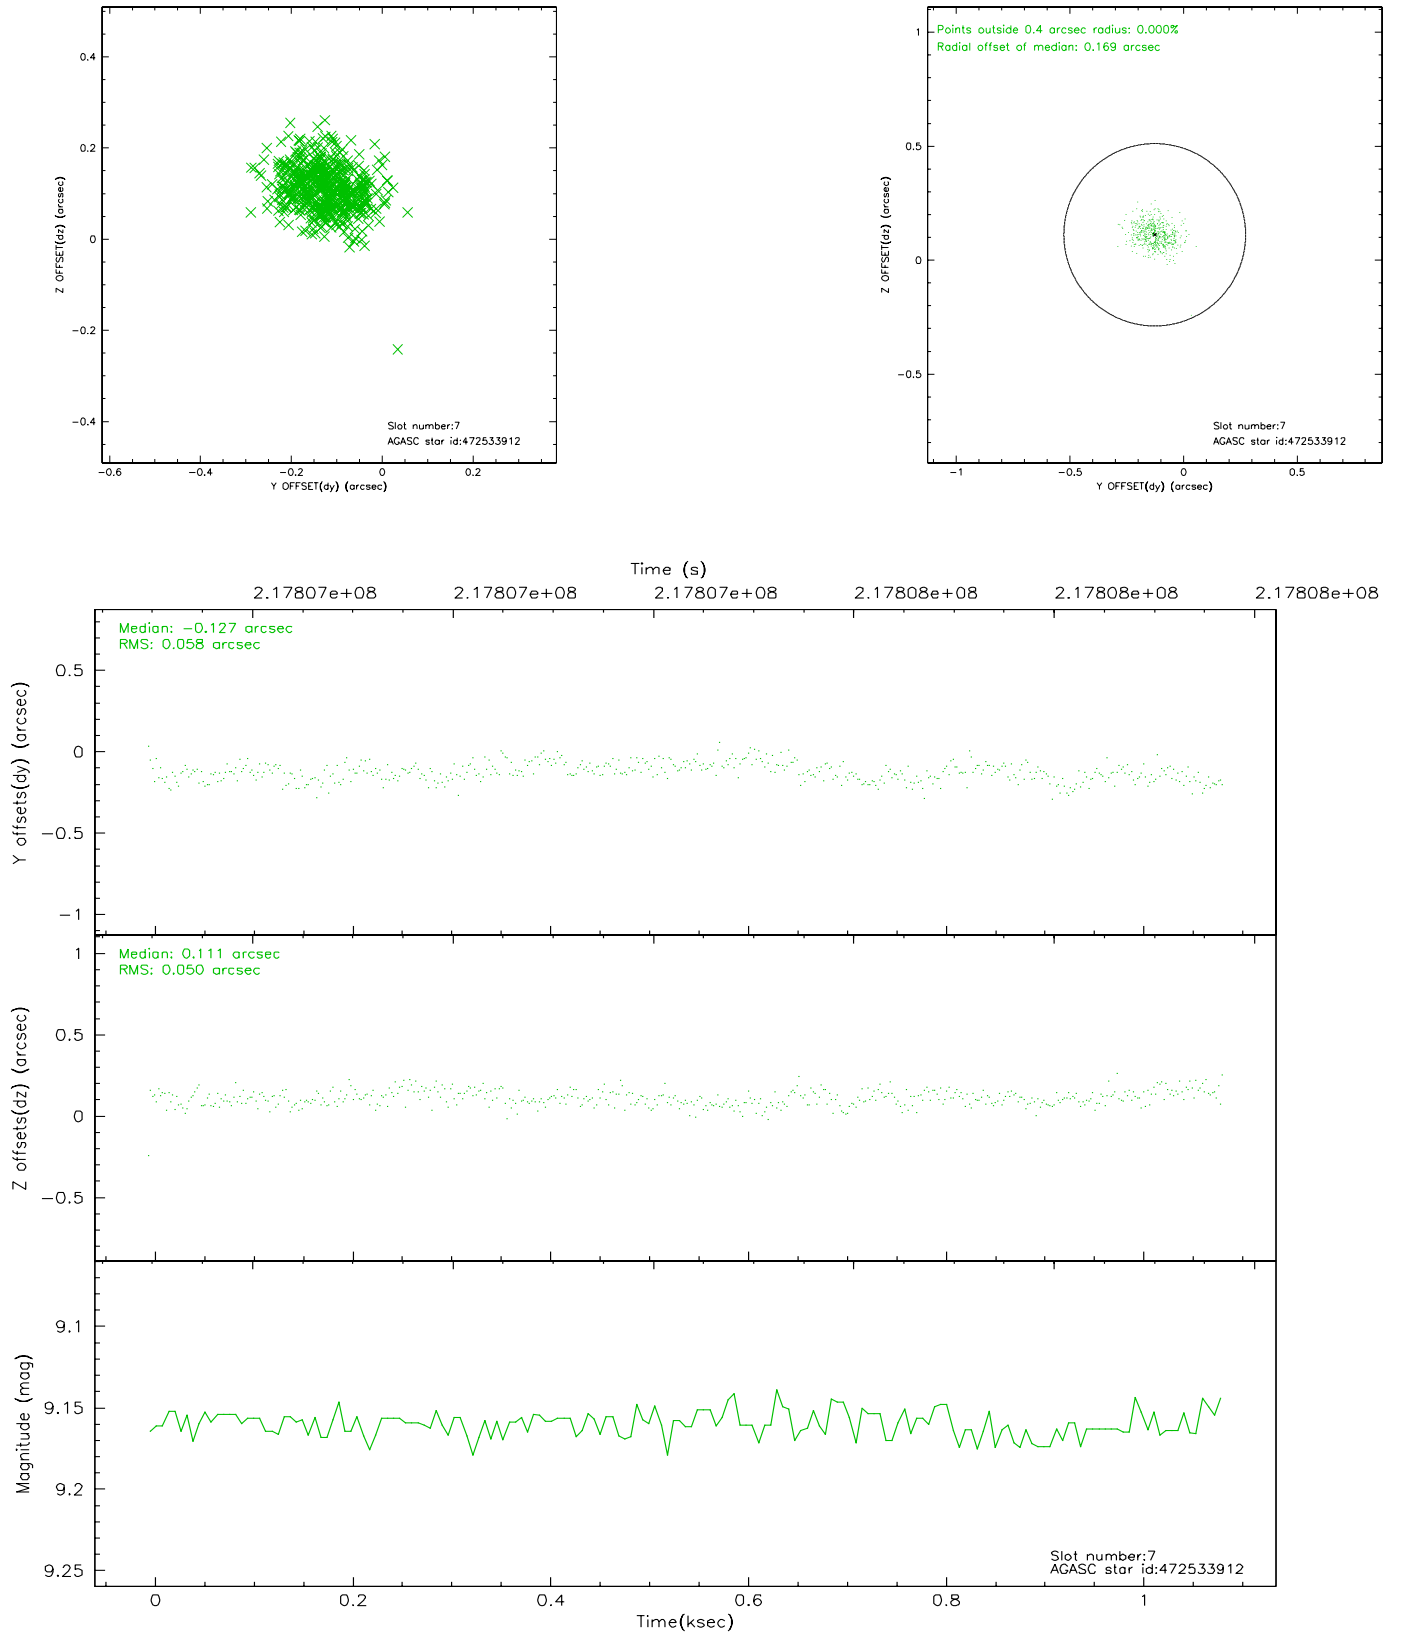 0.4
0.2
0
−0.2
−0.4
Z OFFSET(dz) (arcsec)
Slot number:7
AGASC star id:472533912
−0.6 −0.4 −0.2 0 0.2
Y OFFSET(dy) (arcsec)
Points outside 0.4 arcsec radius: 0.000%
Radial offset of median: 0.169 arcsec
1
0.5
0
−0.5
Z OFFSET(dz) (arcsec)
Slot number:7
AGASC star id:472533912
−1 −0.5 0 0.5
Y OFFSET(dy) (arcsec)
Time (s)
2.17807e+08 2.17807e+08 2.17807e+08 2.17808e+08 2.17808e+08 2.17808e+08
Median: −0.127 arcsec
RMS: 0.058 arcsec
0.5
0
−0.5
−1
Y offsets(dy) (arcsec)
Median: 0.111 arcsec
RMS: 0.050 arcsec
1
0.5
0
−0.5
Z offsets(dz) (arcsec)
9.1
9.15
9.2
9.25
Magnitude (mag)
Slot number:7
AGASC star id:472533912
0 0.2 0.4 0.6 0.8 1
Time(ksec)